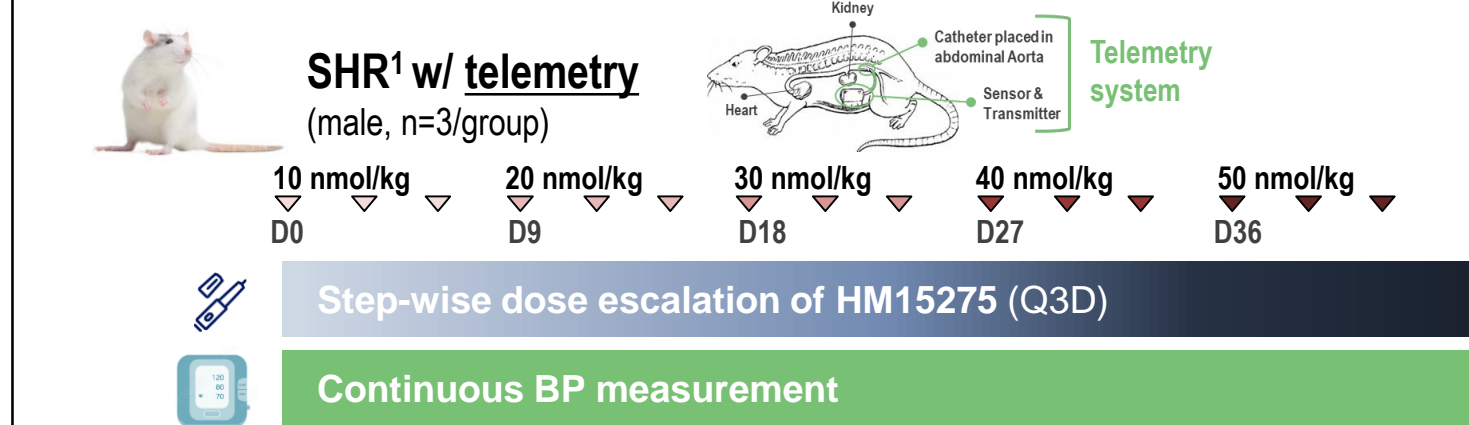 Kidney
Catheter placed in
abdominal Aorta
Telemetry
system
SHR¹ w/ telemetry
(male, n=3/group)
Heart
Sensor &
Transmitter
10 nmol/kg 20 nmol/kg 30 nmol/kg 40 nmol/kg 50 nmol/kg
D0 D9 D18 D27 D36
Step-wise dose escalation of HM15275 (Q3D)
120
80
70
Continuous BP measurement